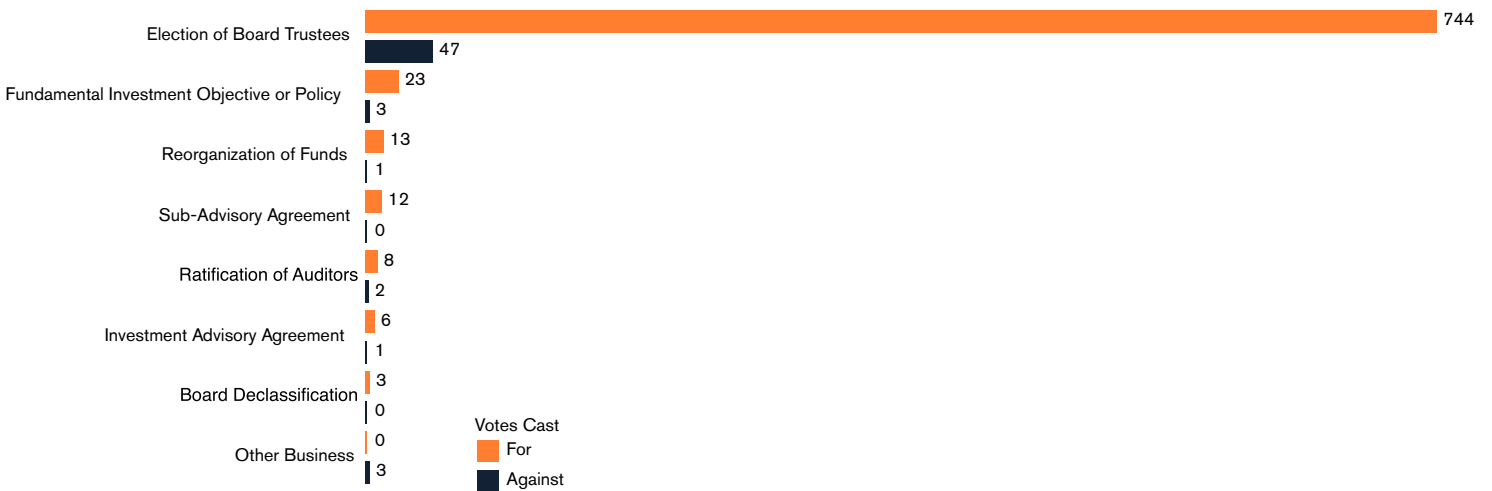 744
Election of Board Trustees
47
23
Fundamental Investment Objective or Policy
3
13
Reorganization of Funds
1
12
Sub-Advisory Agreement
0
8
Ratification of Auditors
2
6
Investment Advisory Agreement
1
3
Board Declassification
0
Votes Cast
0
For
Other Business
3
Against